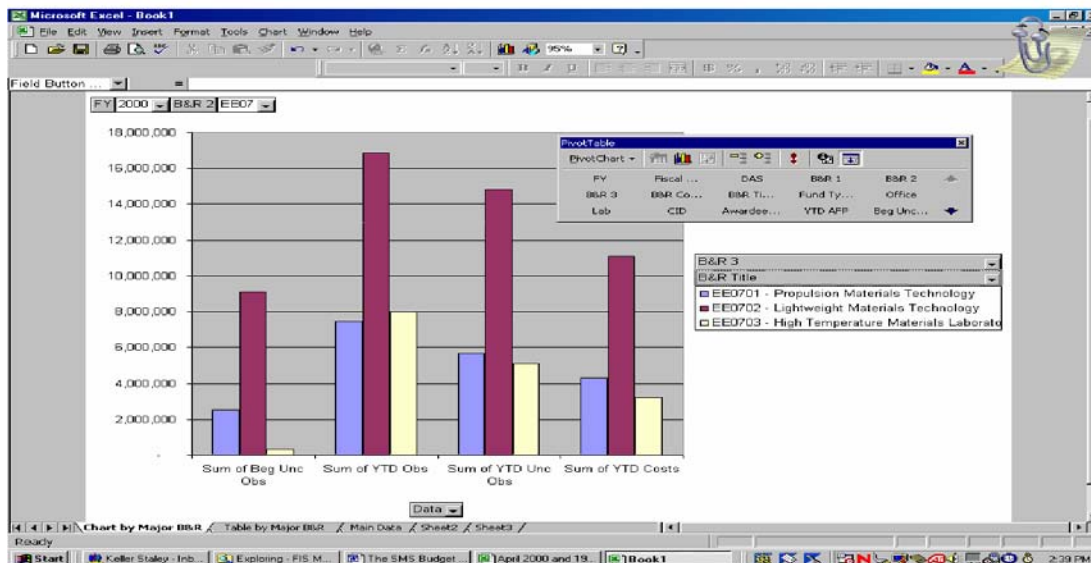 Microsoft Excel - Book1
File Edit View Insert Format Tools Chart Window Help
95%
Field Button ... =
FY 2000 B&R 2 EE07
18,000,000
16,000,000
14,000,000
12,000,000
10,000,000
8,000,000
6,000,000
4,000,000
2,000,000
-
PivotTable
PivotChart
FY Fiscal ... DAS B&R 1 B&R 2
B&R 3 B&R Co... B&R Ti... Fund Ty... Office
Lab CID Awardee... YTD AFP Beg Unc...
B&R 3
B&R Title
EE0701 - Propulsion Materials Technology
EE0702 - Lightweight Materials Technology
EE0703 - High Temperature Materials Laborato
Sum of Beg Unc Obs
Sum of YTD Obs
Sum of YTD Unc Obs
Sum of YTD Costs
Data
Chart by Major B&R / Table by Major B&R / Main Data / Sheet2 / Sheet3 /
Ready
Start Keller Staley - Inb... Exploring - FIS M... The SMS Budget ... April 2000 and 19... Book1 2:39 PM